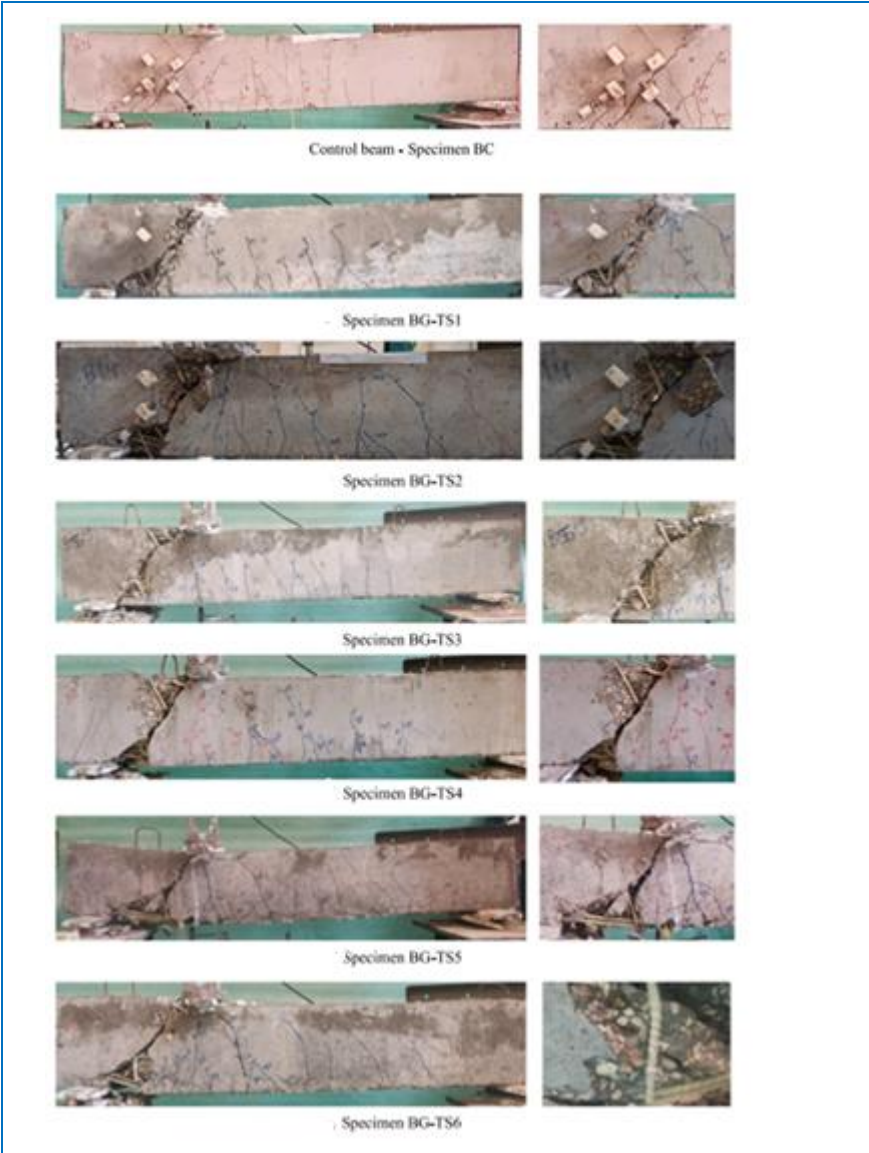 Control beam - Specimen BC
Specimen BG-TS1
Specimen BG-TS2
Specimen BG-TS3
Specimen BG-TS4
Specimen BG-TS5
Specimen BG-TS6